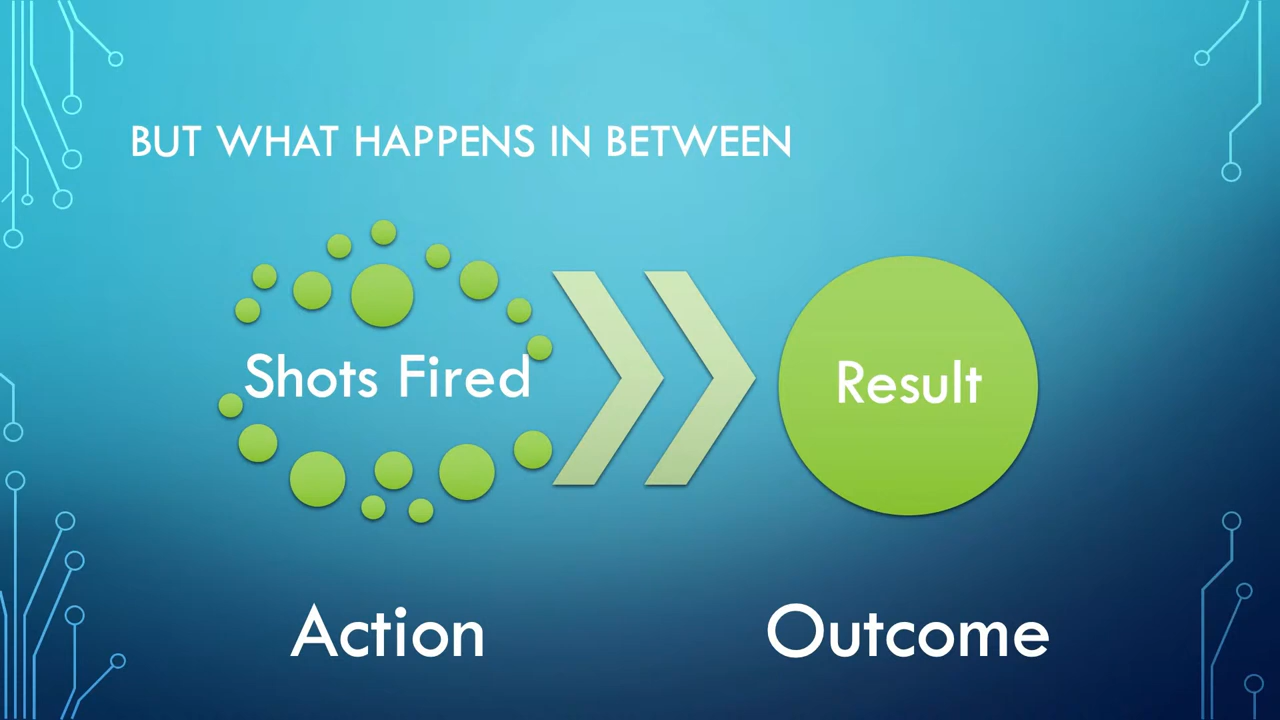 BUT WHAT HAPPENS IN BETWEEN
Shots Fired
Result
Action
Outcome